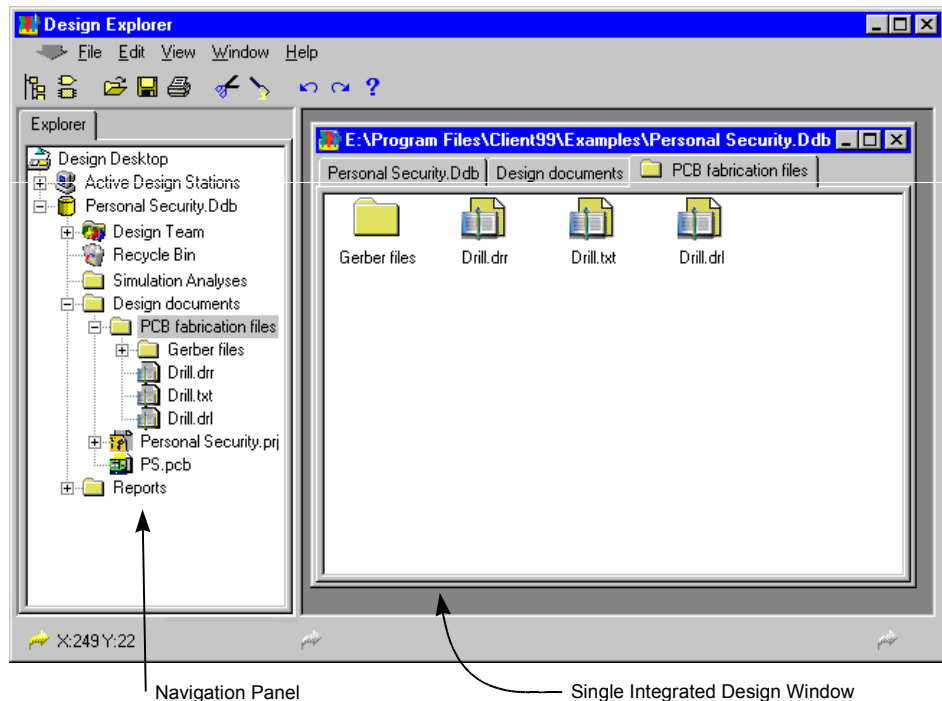 Design Explorer
File Edit View Window Help
Explorer
Design Desktop
Active Design Stations
Personal Security.Ddb
Design Team
Recycle Bin
Simulation Analyses
Design documents
PCB fabrication files
Gerber files
Drill.drr
Drill.txt
Drill.drl
Personal Security.prj
PS.pcb
Reports
E:\Program Files\Client99\Examples\Personal Security.Ddb
Personal Security.Ddb Design documents PCB fabrication files
Gerber files Drill.drr Drill.txt Drill.drl
X:249 Y:22
Navigation Panel Single Integrated Design Window